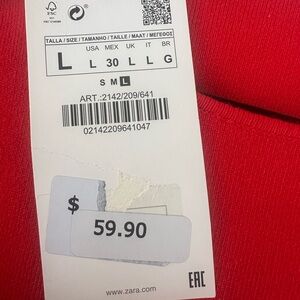 FSC
TALLA / SIZE / TAMANHO / TAILLE / MAAT / ΜΕΓΕΘΟΣ
USA MEX UK IT BR
L L 30 L L G
S M L
ART.:2142/209/641
02142209641047
$ 59.90
www.zara.com
EAC